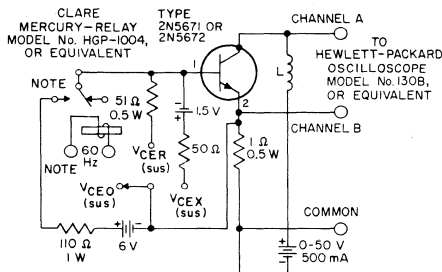 CLARE
MERCURY-RELAY
MODEL No. HGP-1004,
OR EQUIVALENT
TYPE
2N5671 OR
2N5672
CHANNEL A
TO
HEWLETT-PACKARD
OSCILLOSCOPE
MODEL No. 130B,
OR EQUIVALENT
NOTE
1
2
L
51 Ω
0.5 W
1.5 V
CHANNEL B
60
Hz
NOTE
VCER
(sus)
50 Ω
1 Ω
0.5 W
VCEO
(sus)
VCEX
(sus)
COMMON
110 Ω
1 W
6 V
0-50 V
500 mA